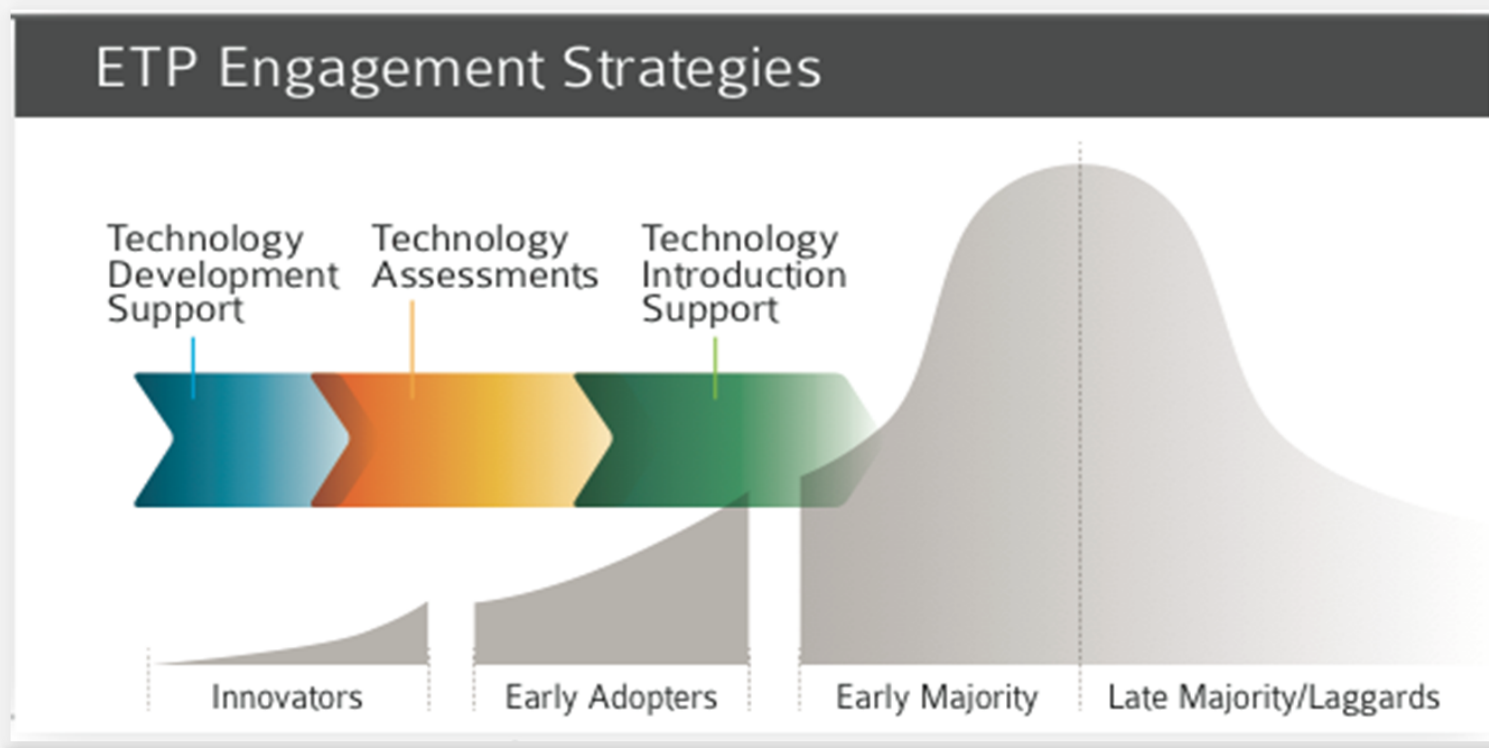 ETP Engagement Strategies
Technology
Development
Support
Technology
Assessments
Technology
Introduction
Support
Innovators
Early Adopters
Early Majority
Late Majority/Laggards